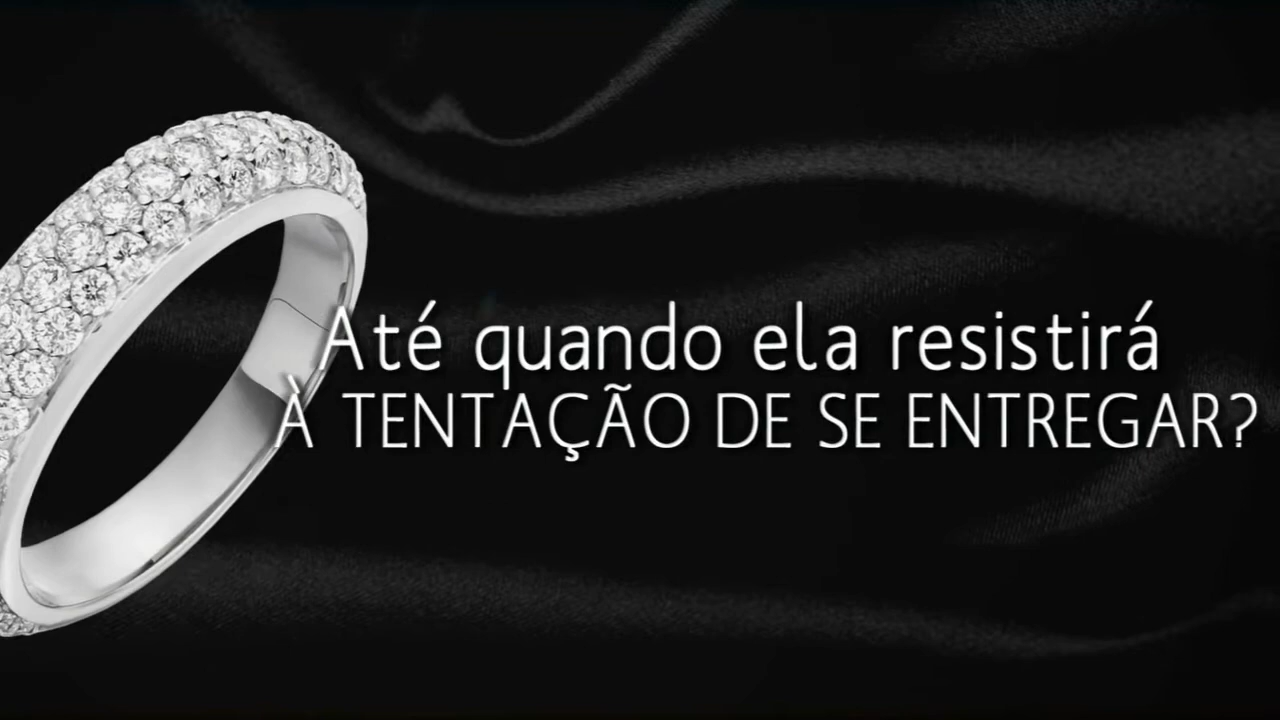 Até quando ela resistirá
À TENTAÇÃO DE SE ENTREGAR?